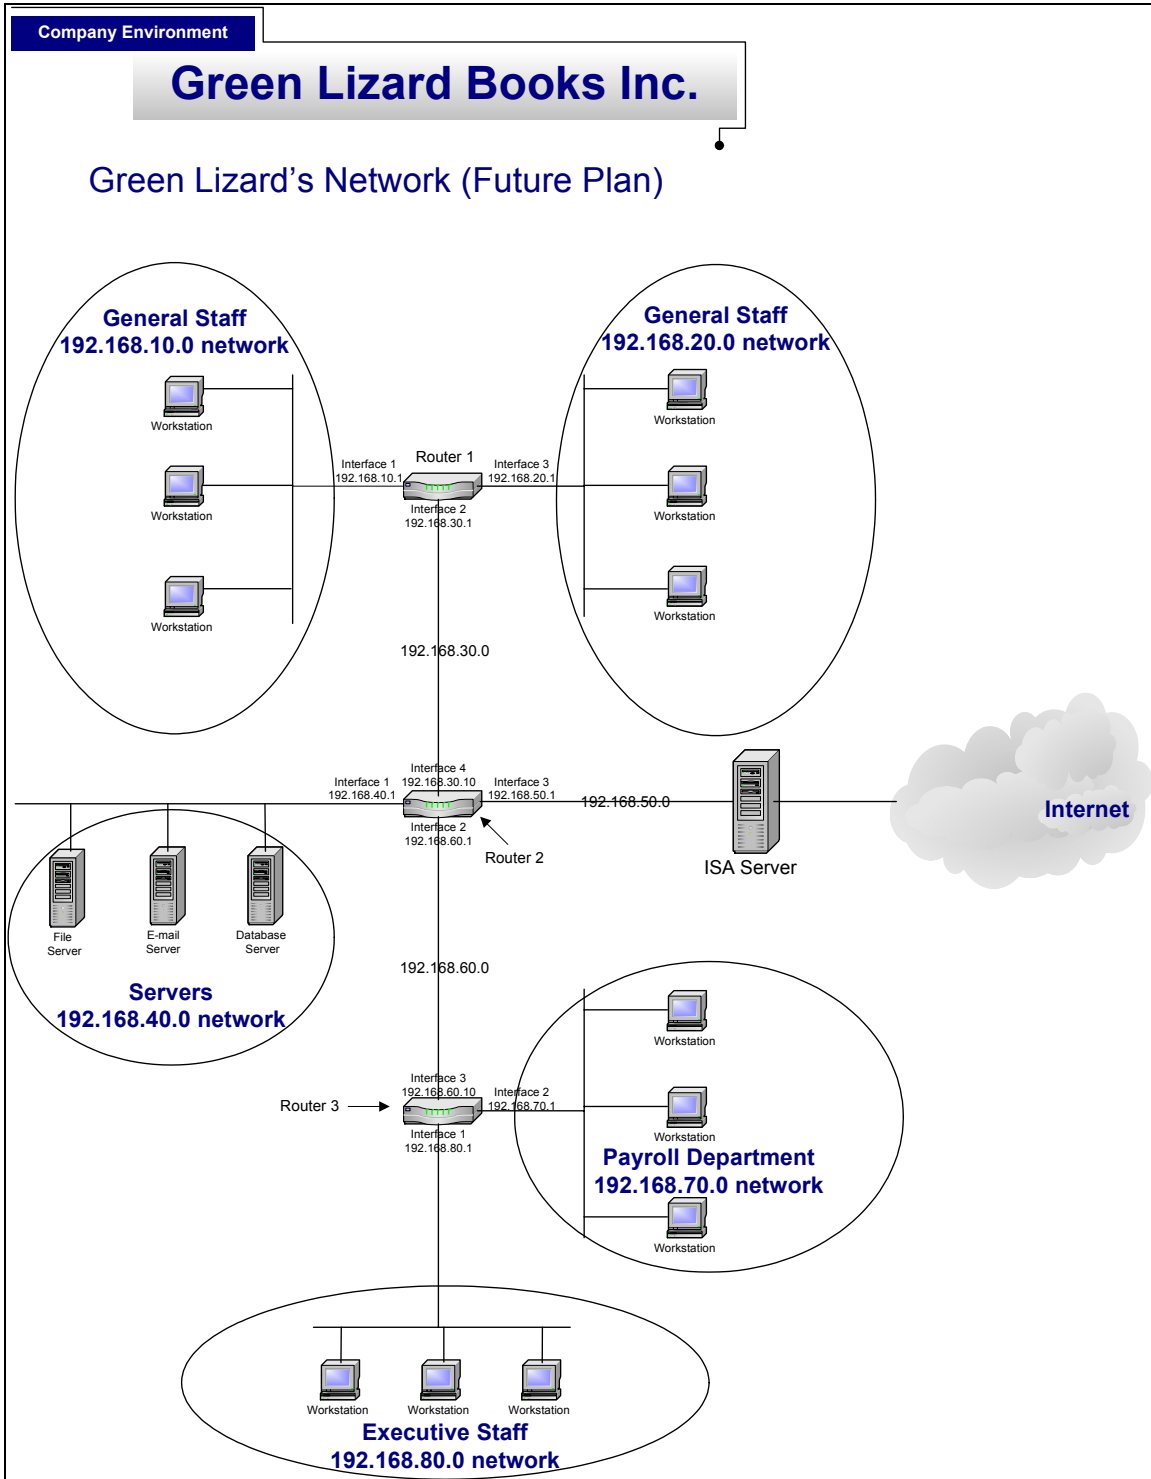 Company Environment
Green Lizard Books Inc.
Green Lizard's Network (Future Plan)
General Staff
192.168.10.0 network
Workstation
Workstation
Workstation
General Staff
192.168.20.0 network
Workstation
Workstation
Workstation
Router 1
Interface 1
192.168.10.1
Interface 3
192.168.20.1
Interface 2
192.168.30.1
192.168.30.0
Interface 4
192.168.30.10
Interface 1
192.168.40.1
Interface 3
192.168.50.1
Interface 2
192.168.60.1
Router 2
192.168.50.0
ISA Server
Internet
File
Server
E-mail
Server
Database
Server
Servers
192.168.40.0 network
192.168.60.0
Router 3
Interface 3
192.168.60.10
Interface 2
192.168.70.1
Interface 1
192.168.80.1
Workstation
Workstation
Payroll Department
192.168.70.0 network
Workstation
Workstation
Workstation
Workstation
Executive Staff
192.168.80.0 network